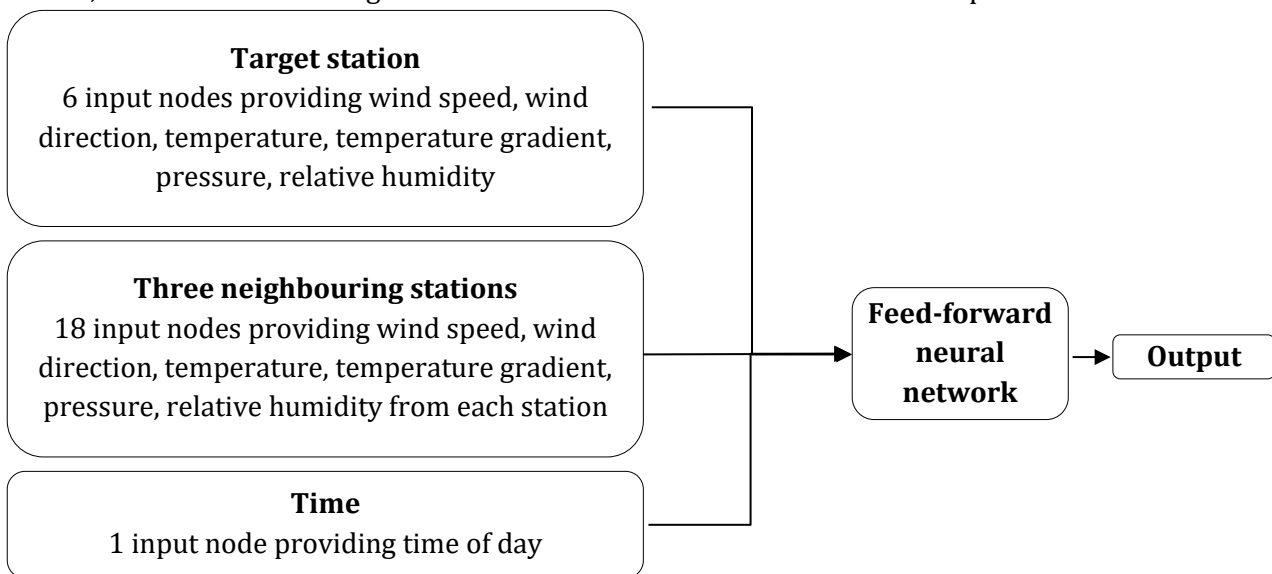 Target station
6 input nodes providing wind speed, wind
direction, temperature, temperature gradient,
pressure, relative humidity
Three neighbouring stations
18 input nodes providing wind speed, wind
direction, temperature, temperature gradient,
pressure, relative humidity from each station
Time
1 input node providing time of day
Feed-forward
neural
network
Output